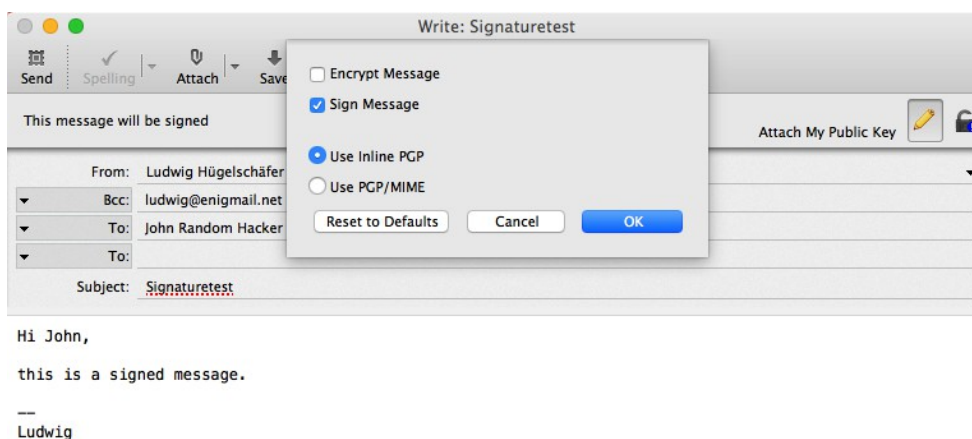 Write: Signaturetest
Send Spelling Attach Save
Encrypt Message
Sign Message
This message will be signed
Attach My Public Key
Use Inline PGP
Use PGP/MIME
Reset to Defaults Cancel OK
From: Ludwig Hügelschäfer
Bcc: ludwig@enigmail.net
To: John Random Hacker
To:
Subject: Signaturetest
Hi John,
this is a signed message.
--
Ludwig